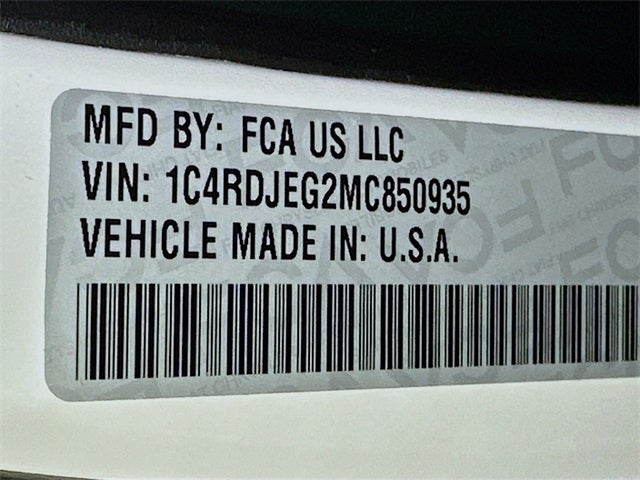 MFD BY: FCA US LLC
VIN: 1C4RDJEG2MC850935
VEHICLE MADE IN: U.S.A.